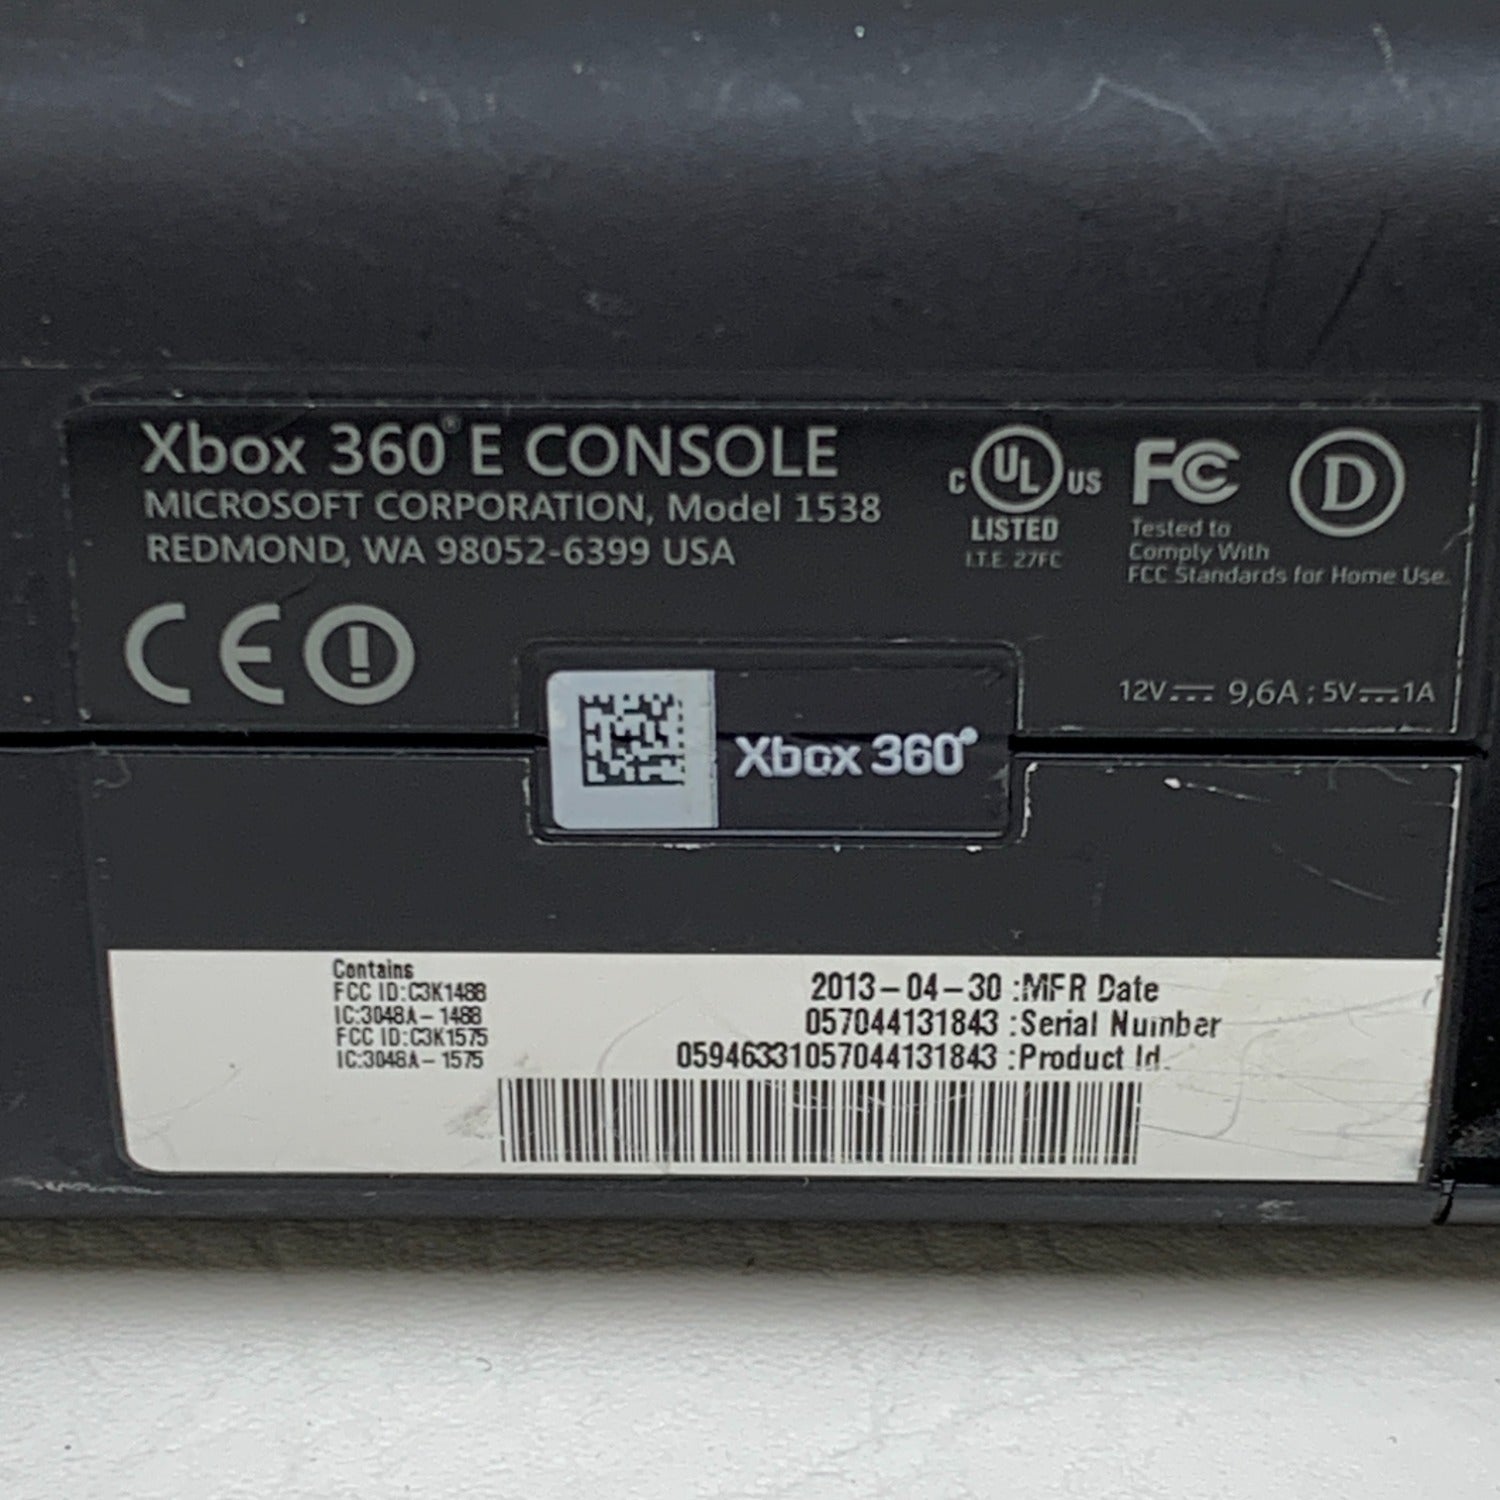 Xbox 360® E CONSOLE
MICROSOFT CORPORATION, Model 1538
REDMOND, WA 98052-6399 USA
C UL US
LISTED
I.T.E. 27FC
FC
Tested to
Comply With
FCC Standards for Home Use.
D
CE
12V 9,6A ; 5V 1A
Xbox 360
Contains
FCC ID:C3K1488
IC:3048A-1488
FCC ID:C3K1575
IC:3048A-1575
2013-04-30 :MFR Date
057044131843 :Serial Number
05946331057044131843 :Product Id.